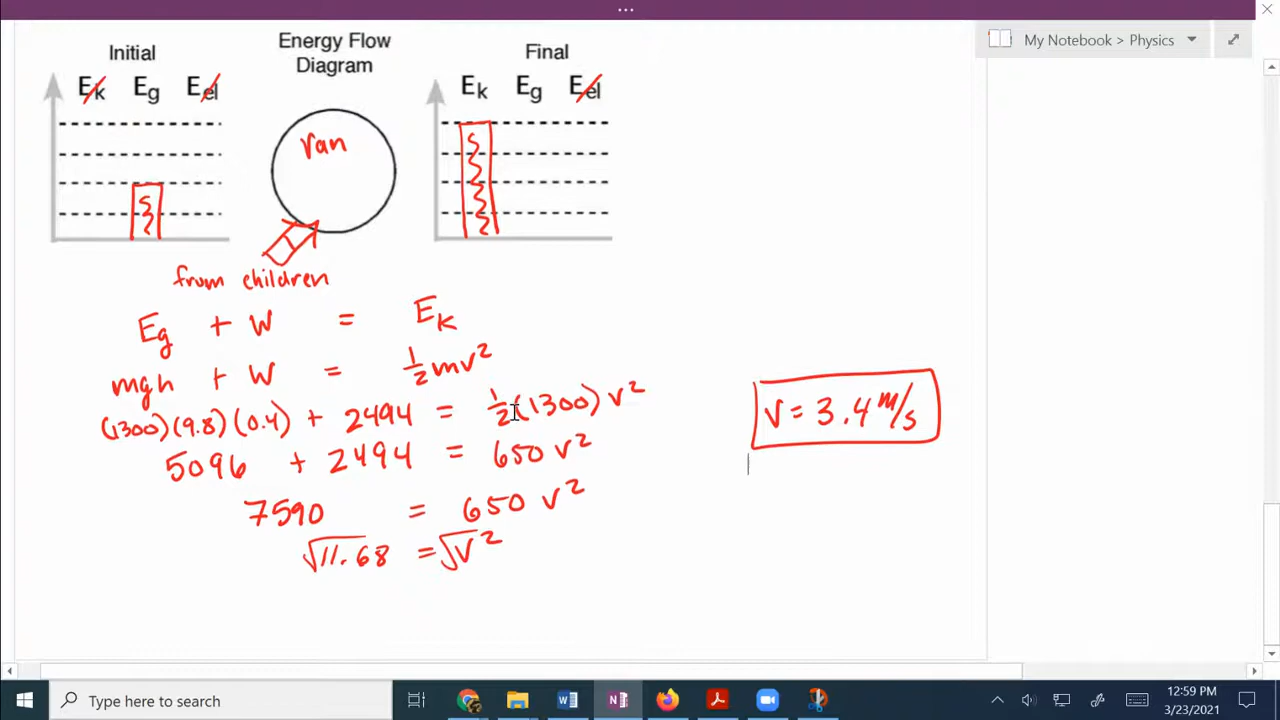 ...
My Notebook > Physics
Initial
Energy Flow
Diagram
Final
Ek Eg Eel
Ek Eg Eel
van
from children
Eg + W = Ek
mgh + W = 1/2 mv²
(1300)(9.8)(0.4) + 2494 = 1/2 (1300) v²
5096 + 2494 = 650 v²
7590 = 650 v²
√11.68 = √v²
v = 3.4 m/s
Type here to search
12:59 PM
3/23/2021